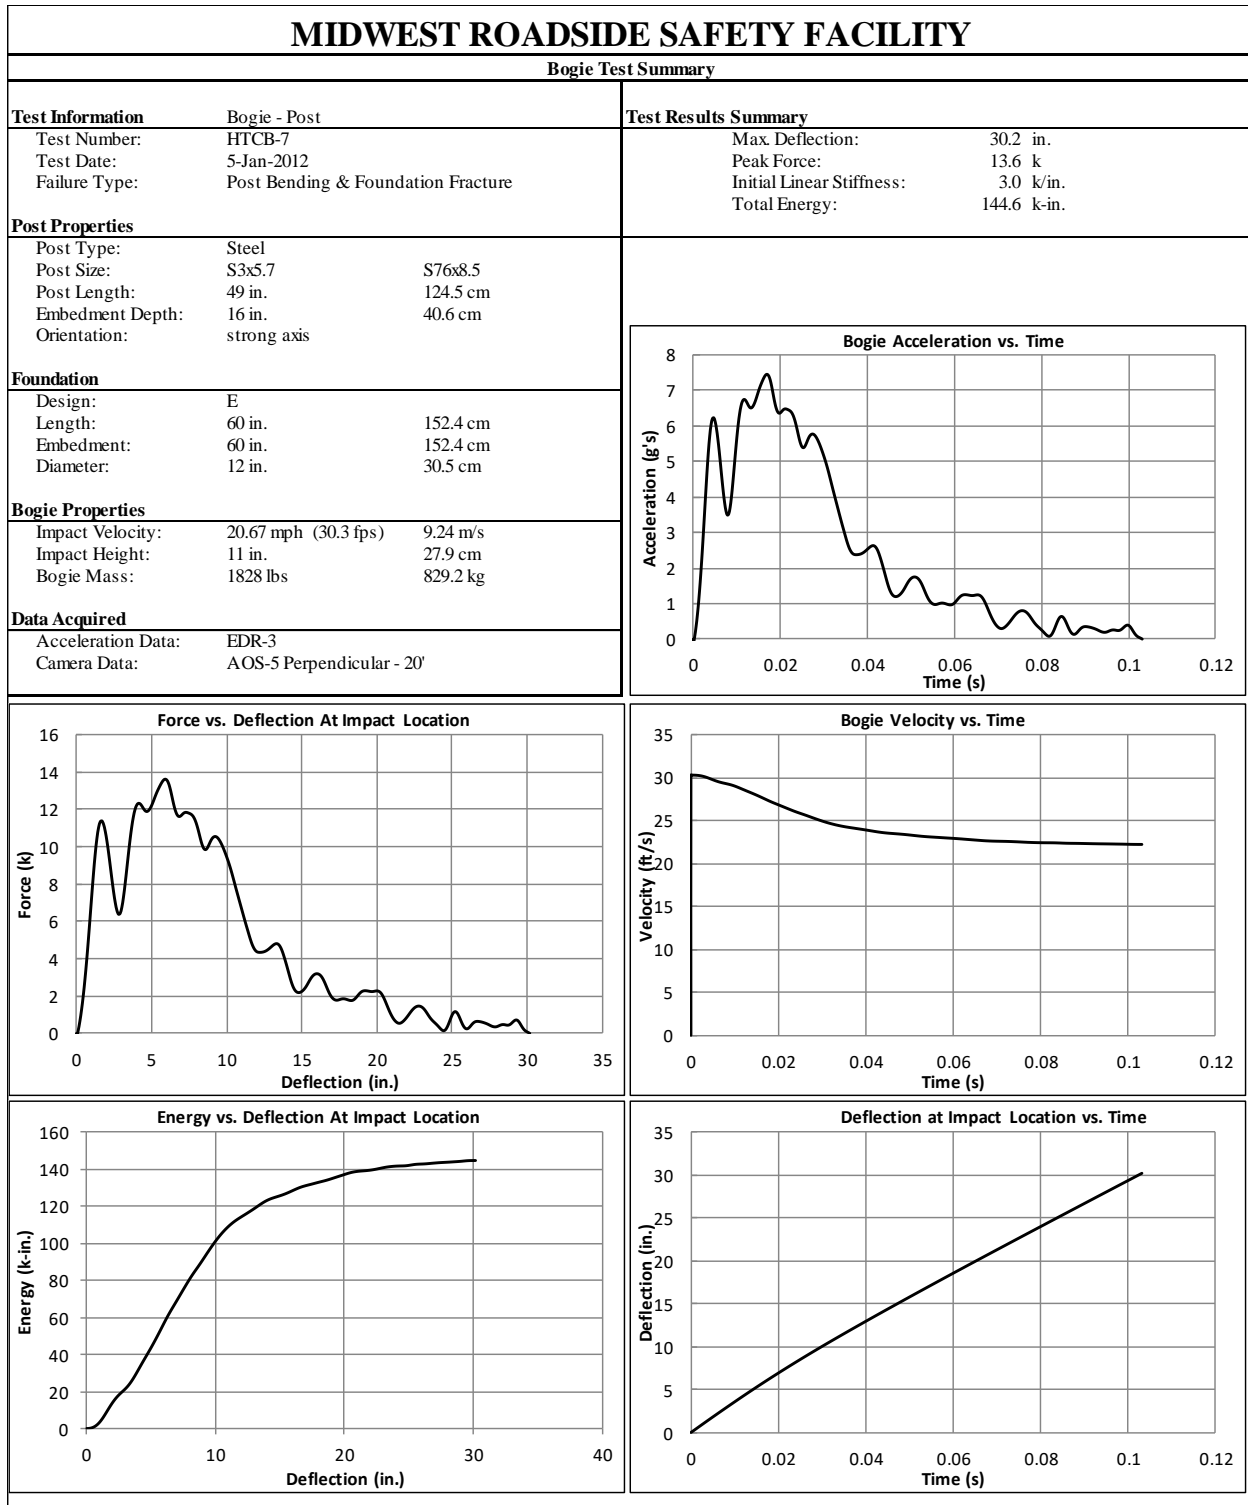 MIDWEST ROADSIDE SAFETY FACILITY
Bogie Test Summary
Test Information Bogie - Post
Test Number: HTCB-7
Test Date: 5-Jan-2012
Failure Type: Post Bending & Foundation Fracture
Post Properties
Post Type: Steel
Post Size: S3x5.7 S76x8.5
Post Length: 49 in. 124.5 cm
Embedment Depth: 16 in. 40.6 cm
Orientation: strong axis
Foundation
Design: E
Length: 60 in. 152.4 cm
Embedment: 60 in. 152.4 cm
Diameter: 12 in. 30.5 cm
Bogie Properties
Impact Velocity: 20.67 mph (30.3 fps) 9.24 m/s
Impact Height: 11 in. 27.9 cm
Bogie Mass: 1828 lbs 829.2 kg
Data Acquired
Acceleration Data: EDR-3
Camera Data: AOS-5 Perpendicular - 20'
Test Results Summary
Max. Deflection: 30.2 in.
Peak Force: 13.6 k
Initial Linear Stiffness: 3.0 k/in.
Total Energy: 144.6 k-in.
Bogie Acceleration vs. Time
Acceleration (g's)
8
7
6
5
4
3
2
1
0
0 0.02 0.04 0.06 0.08 0.1 0.12
Time (s)
Force vs. Deflection At Impact Location
Force (k)
16
14
12
10
8
6
4
2
0
0 5 10 15 20 25 30 35
Deflection (in.)
Bogie Velocity vs. Time
Velocity (ft/s)
35
30
25
20
15
10
5
0
0 0.02 0.04 0.06 0.08 0.1 0.12
Time (s)
Energy vs. Deflection At Impact Location
Energy (k-in.)
160
140
120
100
80
60
40
20
0
0 10 20 30 40
Deflection (in.)
Deflection at Impact Location vs. Time
Deflection (in.)
35
30
25
20
15
10
5
0
0 0.02 0.04 0.06 0.08 0.1 0.12
Time (s)